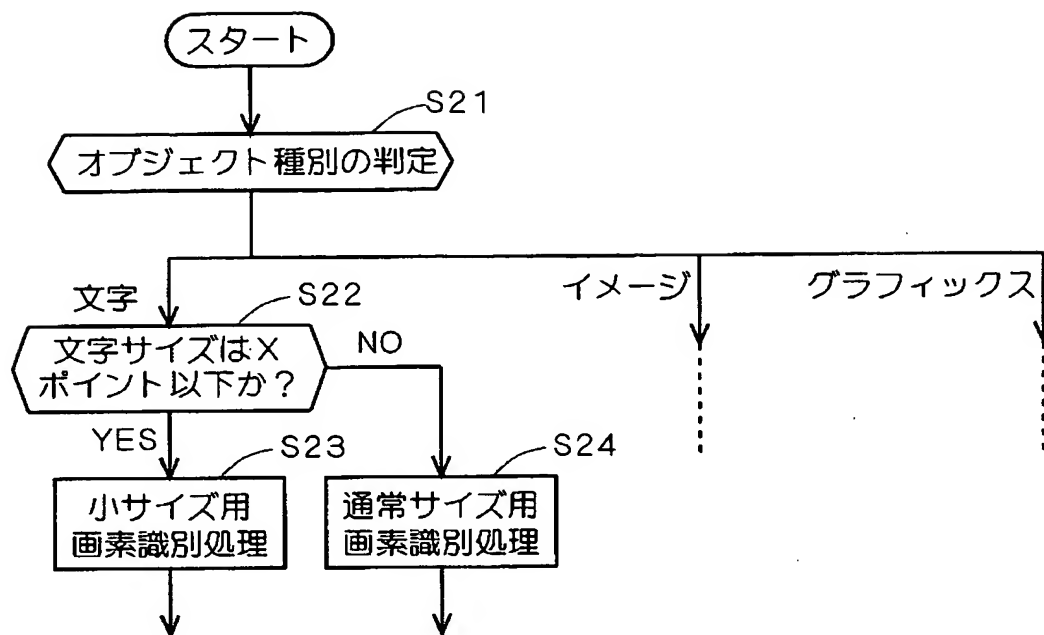 スタート
S21
オブジェクト種別の判定
文字
イメージ
グラフィックス
S22
文字サイズはX
ポイント以下か？
NO
YES
S23
S24
小サイズ用
画素識別処理
通常サイズ用
画素識別処理